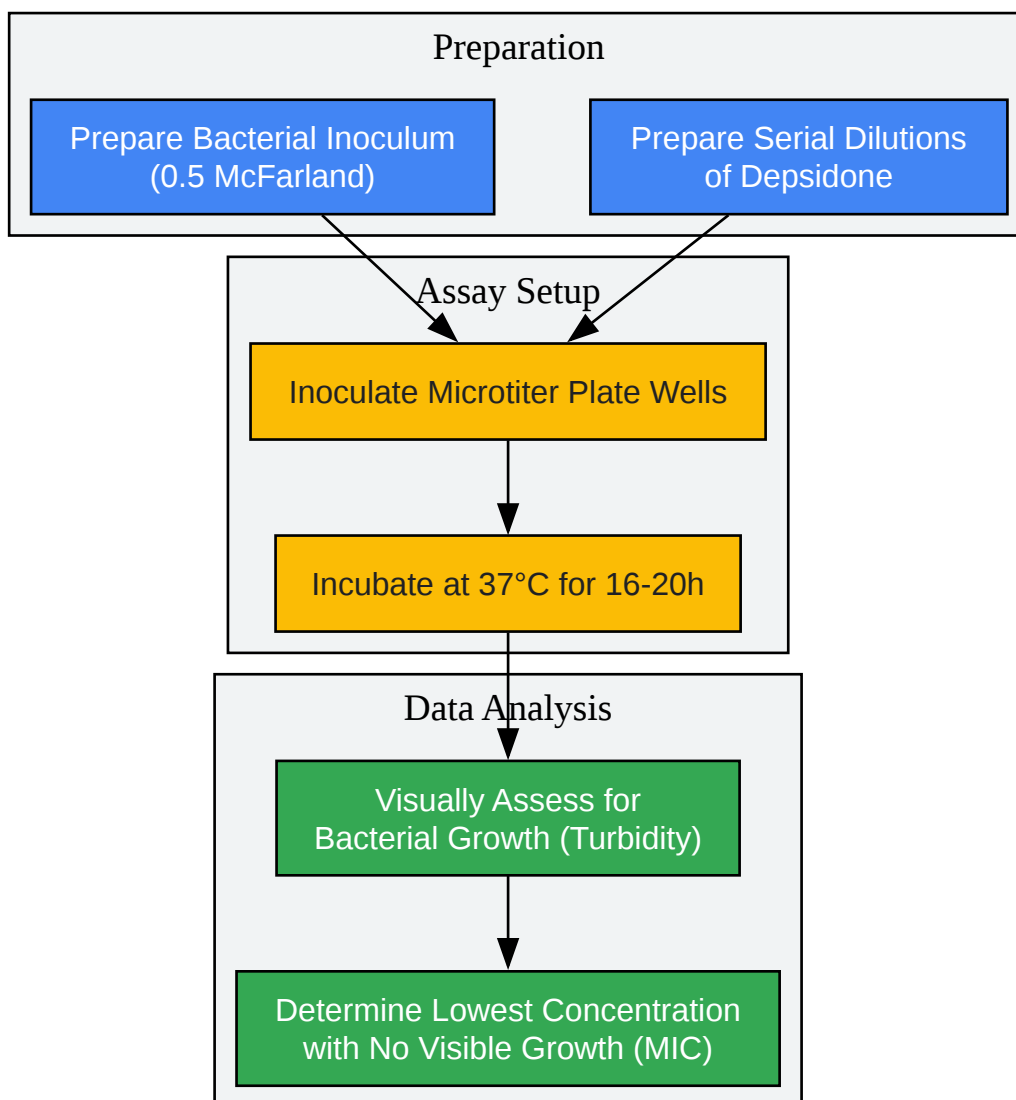 Preparation
Prepare Bacterial Inoculum
(0.5 McFarland)
Prepare Serial Dilutions
of Depsidone
Assay Setup
Inoculate Microtiter Plate Wells
Incubate at 37°C for 16-20h
Data Analysis
Visually Assess for
Bacterial Growth (Turbidity)
Determine Lowest Concentration
with No Visible Growth (MIC)